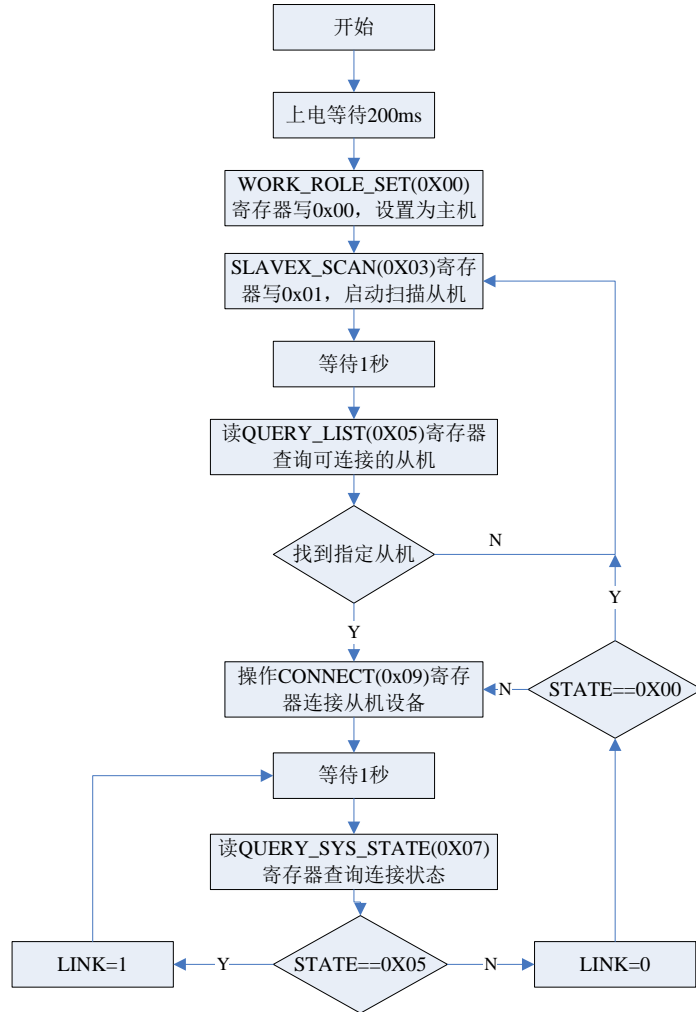 开始
上电等待200ms
WORK_ROLE_SET(0X00)
寄存器写0x00，设置为主机
SLAVEX_SCAN(0X03)寄存
器写0x01，启动扫描从机
等待1秒
读QUERY_LIST(0X05)寄存器
查询可连接的从机
找到指定从机
N
Y
Y
操作CONNECT(0x09)寄存
器连接从机设备
N
STATE==0X00
等待1秒
读QUERY_SYS_STATE(0X07)
寄存器查询连接状态
LINK=1
Y
STATE==0X05
N
LINK=0